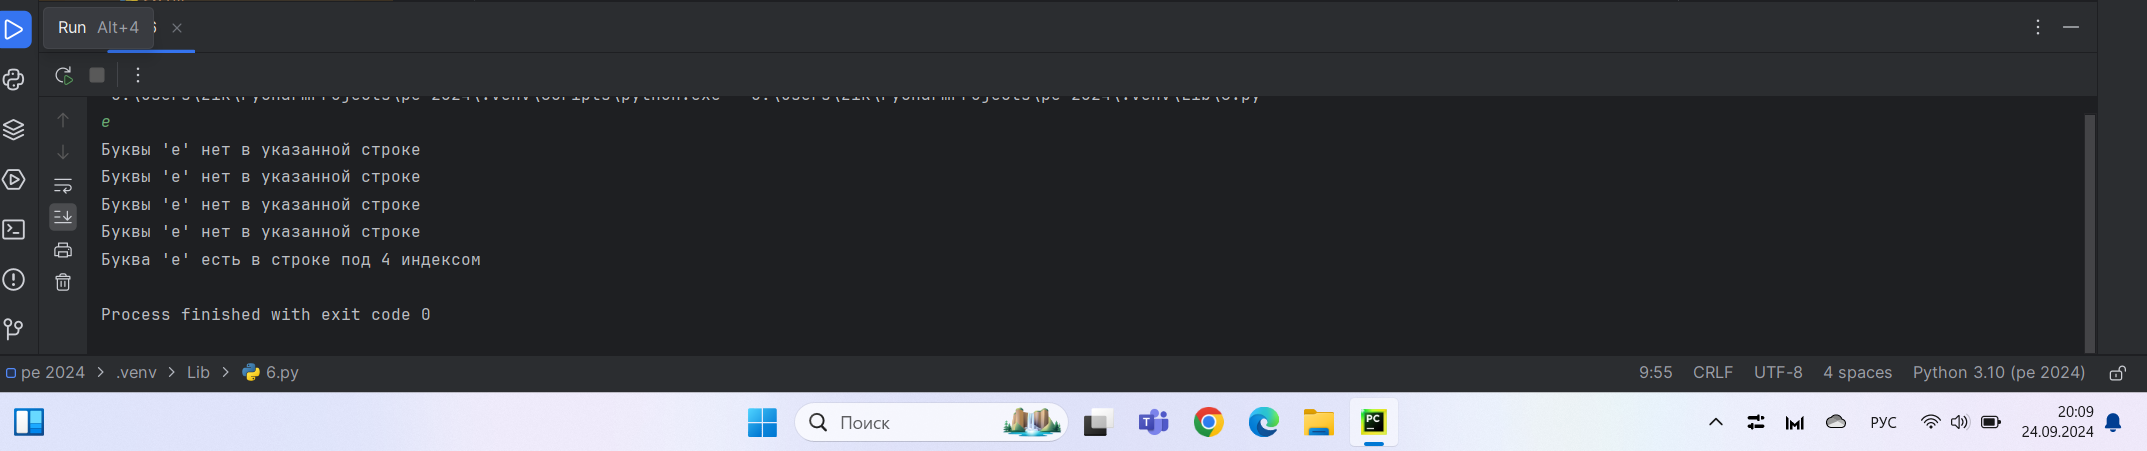 Run Alt+4
6
e
Буквы 'e' нет в указанной строке
Буквы 'e' нет в указанной строке
Буквы 'e' нет в указанной строке
Буквы 'e' нет в указанной строке
Буква 'e' есть в строке под 4 индексом
Process finished with exit code 0
pe 2024 > .venv > Lib > 6.py
9:55 CRLF UTF-8 4 spaces Python 3.10 (pe 2024)
Поиск
PC
РУС
20:09
24.09.2024